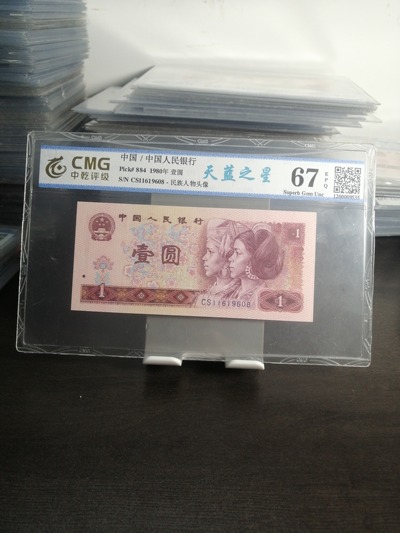 CMG
中乾评级
中国 / 中国人民银行
Pick# 884 1980年 壹圆
S/N CS11619608 - 民族人物头像
天蓝之星
67
EPQ
Superb Gem Unc
中国人民银行
1
壹圆
1
1
CS11619608